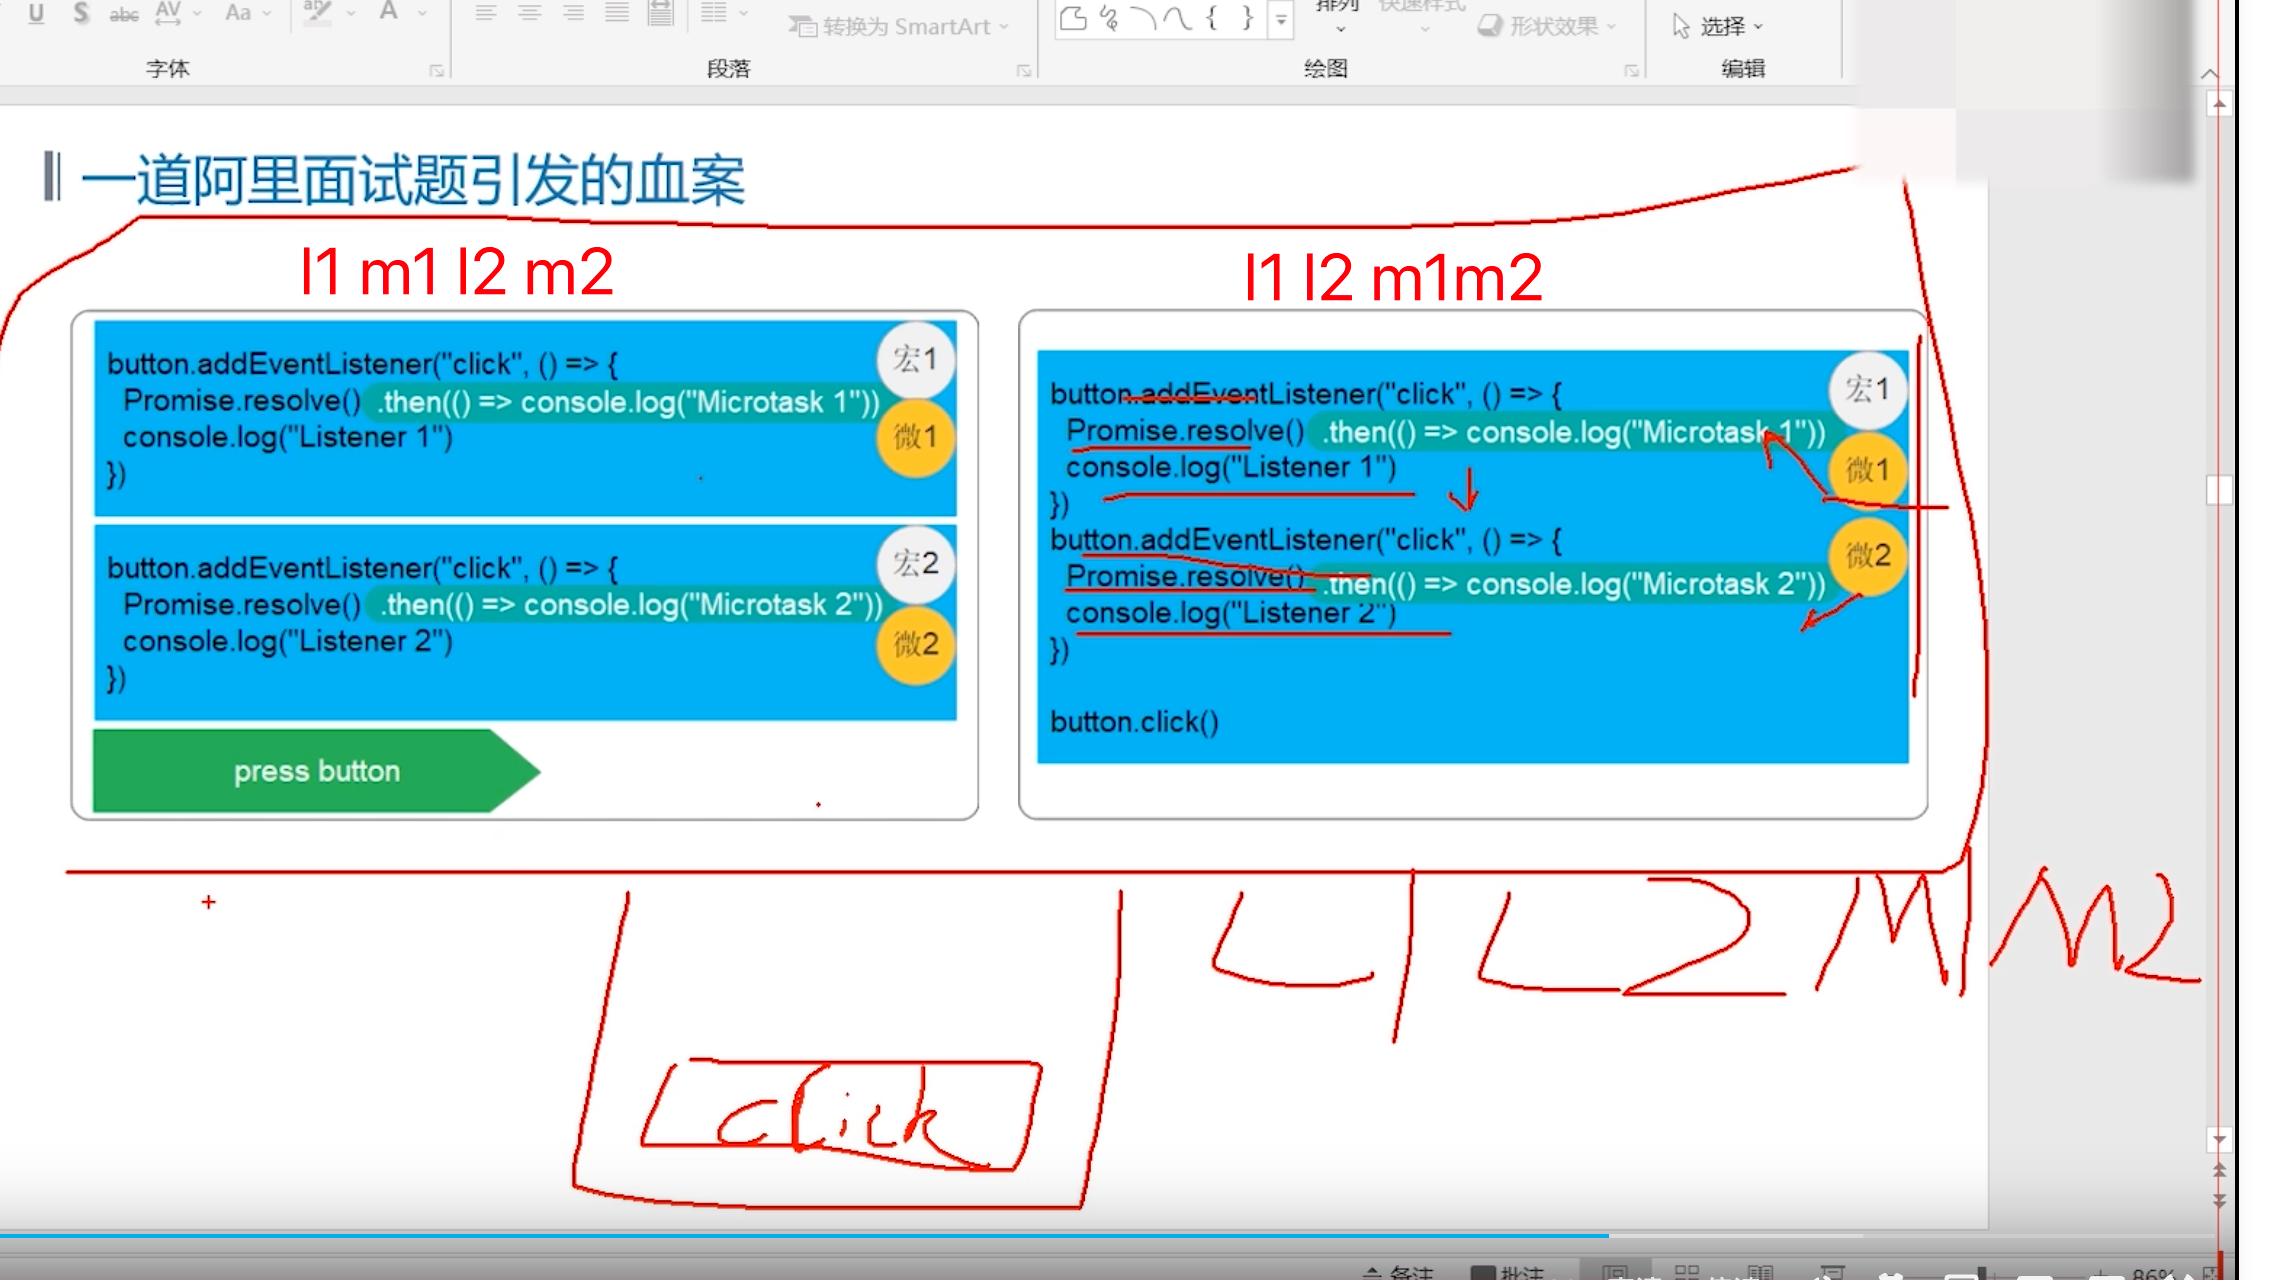 U S abc AV Aa ab A
转换为 SmartArt
排列
快速样式
形状效果
选择
字体
段落
绘图
编辑
一道阿里面试题引发的血案
l1 m1 l2 m2
button.addEventListener("click", () => {
Promise.resolve() .then(() => console.log("Microtask 1"))
console.log("Listener 1")
})
宏1
微1
button.addEventListener("click", () => {
Promise.resolve() .then(() => console.log("Microtask 2"))
console.log("Listener 2")
})
宏2
微2
press button
l1 l2 m1m2
button.addEventListener("click", () => {
Promise.resolve() .then(() => console.log("Microtask 1"))
console.log("Listener 1")
})
button.addEventListener("click", () => {
Promise.resolve() .then(() => console.log("Microtask 2"))
console.log("Listener 2")
})
button.click()
宏1
微1
微2
L1 L2 M1 M2
click
备注
批注
86%